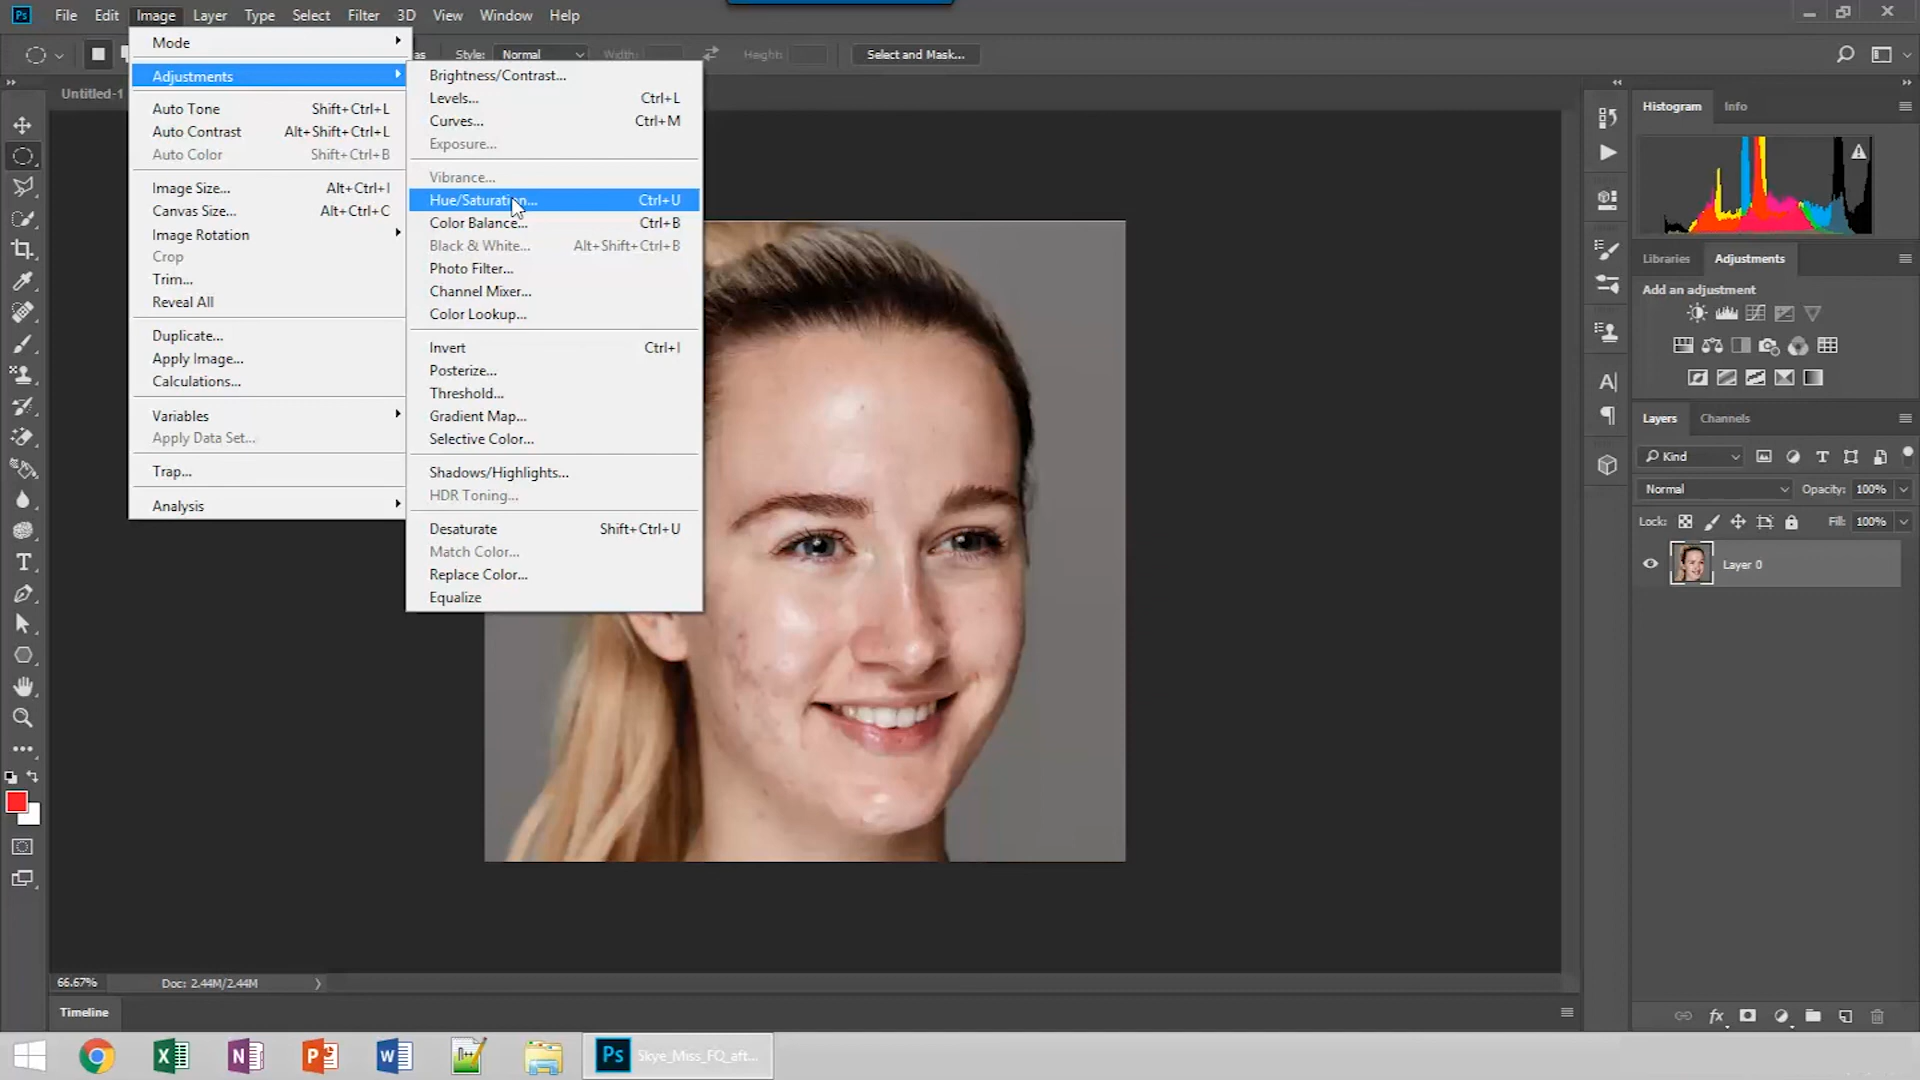 Ps File Edit Image Layer Type Select Filter 3D View Window Help
Style: Normal Width: Height: Select and Mask...
Untitled-1
Mode
Adjustments
Auto Tone Shift+Ctrl+L
Auto Contrast Alt+Shift+Ctrl+L
Auto Color Shift+Ctrl+B
Image Size... Alt+Ctrl+I
Canvas Size... Alt+Ctrl+C
Image Rotation
Crop
Trim...
Reveal All
Duplicate...
Apply Image...
Calculations...
Variables
Apply Data Set...
Trap...
Analysis
Brightness/Contrast...
Levels... Ctrl+L
Curves... Ctrl+M
Exposure...
Vibrance...
Hue/Saturation... Ctrl+U
Color Balance... Ctrl+B
Black & White... Alt+Shift+Ctrl+B
Photo Filter...
Channel Mixer...
Color Lookup...
Invert Ctrl+I
Posterize...
Threshold...
Gradient Map...
Selective Color...
Shadows/Highlights...
HDR Toning...
Desaturate Shift+Ctrl+U
Match Color...
Replace Color...
Equalize
Histogram Info
Libraries Adjustments
Add an adjustment
Layers Channels
Kind
Normal Opacity: 100%
Lock: Fill: 100%
Layer 0
66.67% Doc: 2.44M/2.44M
Timeline
Ps Skye_Miss_FQ_aft...